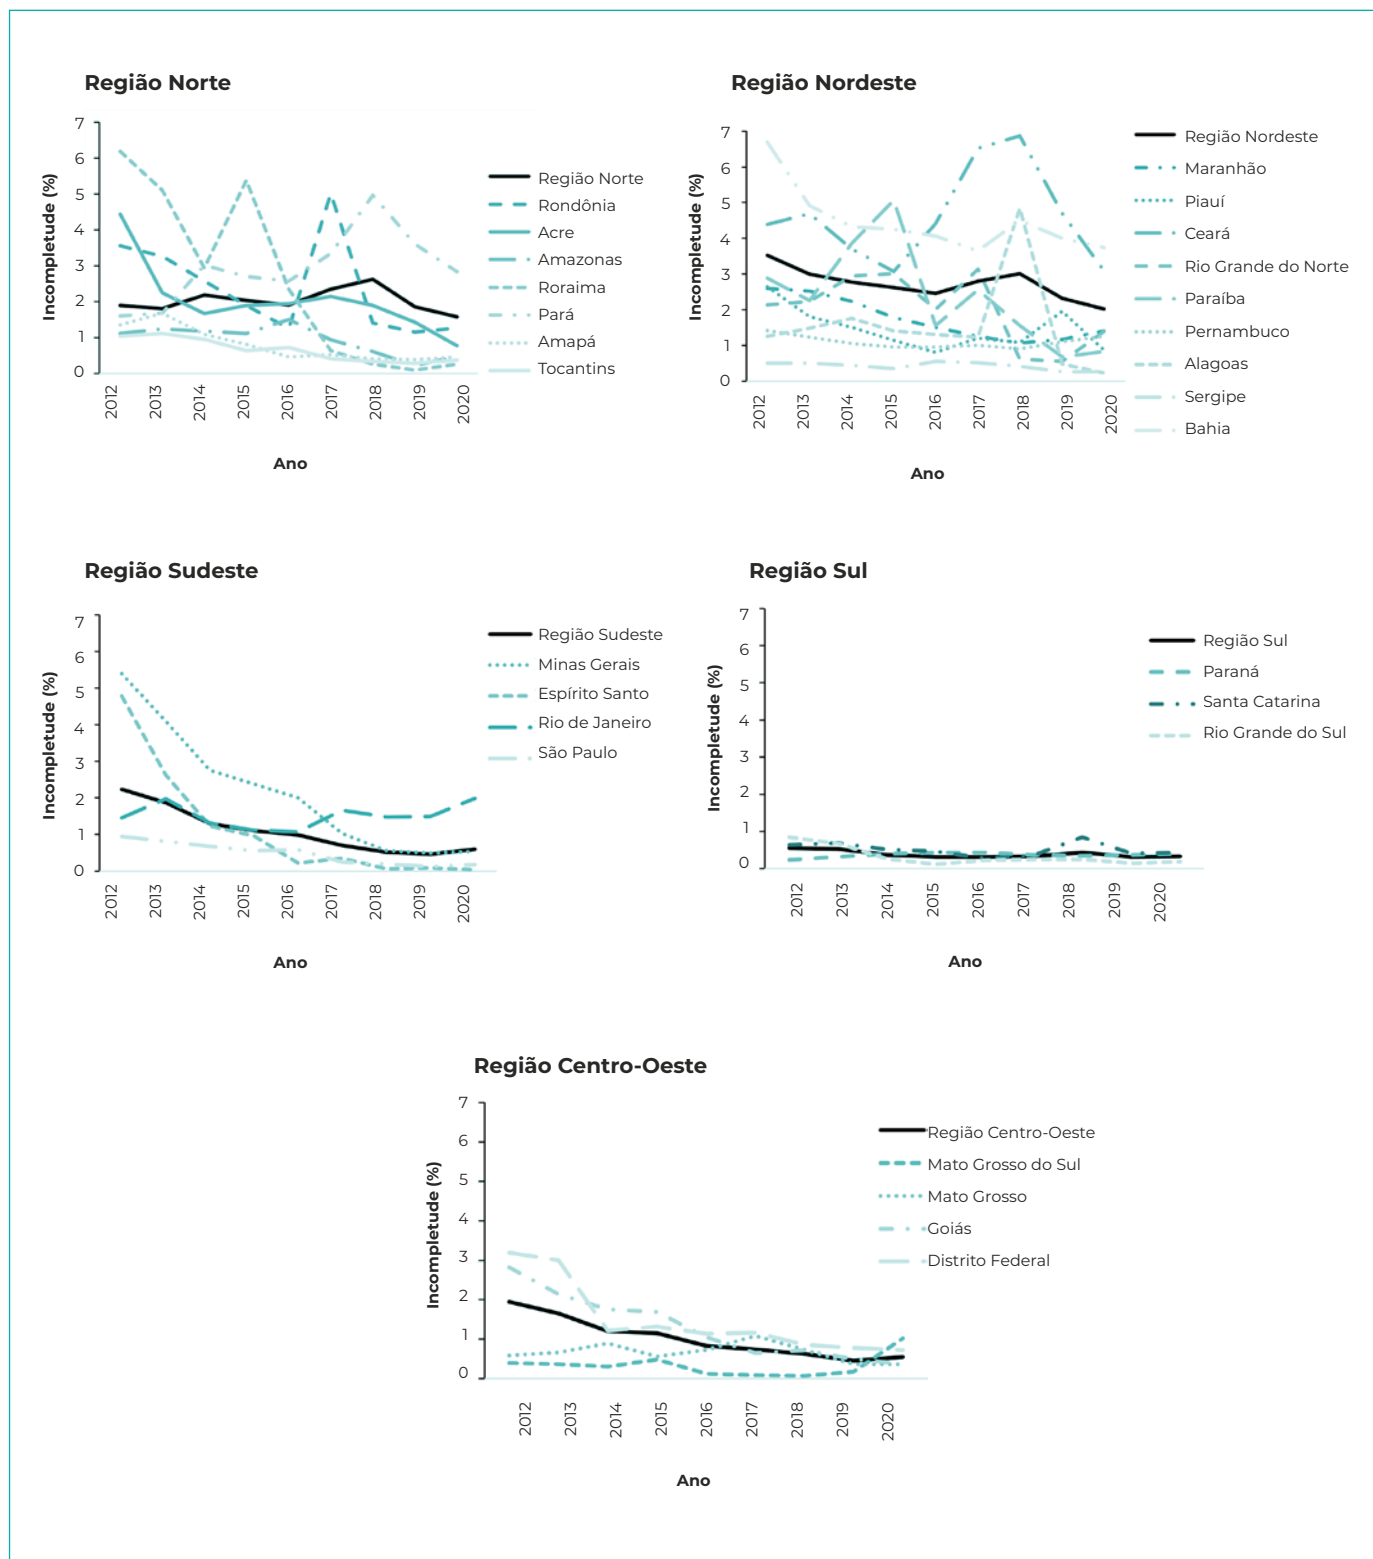 Região Norte
Incompletude (%)
7
6
5
4
3
2
1
0
2012
2013
2014
2015
2016
2017
2018
2019
2020
Ano
Região Norte
Rondônia
Acre
Amazonas
Roraima
Pará
Amapá
Tocantins
Região Nordeste
Incompletude (%)
7
6
5
4
3
2
1
0
2012
2013
2014
2015
2016
2017
2018
2019
2020
Ano
Região Nordeste
Maranhão
Piauí
Ceará
Rio Grande do Norte
Paraíba
Pernambuco
Alagoas
Sergipe
Bahia
Região Sudeste
Incompletude (%)
7
6
5
4
3
2
1
0
2012
2013
2014
2015
2016
2017
2018
2019
2020
Ano
Região Sudeste
Minas Gerais
Espírito Santo
Rio de Janeiro
São Paulo
Região Sul
Incompletude (%)
7
6
5
4
3
2
1
0
2012
2013
2014
2015
2016
2017
2018
2019
2020
Ano
Região Sul
Paraná
Santa Catarina
Rio Grande do Sul
Região Centro-Oeste
Incompletude (%)
7
6
5
4
3
2
1
0
2012
2013
2014
2015
2016
2017
2018
2019
2020
Ano
Região Centro-Oeste
Mato Grosso do Sul
Mato Grosso
Goiás
Distrito Federal